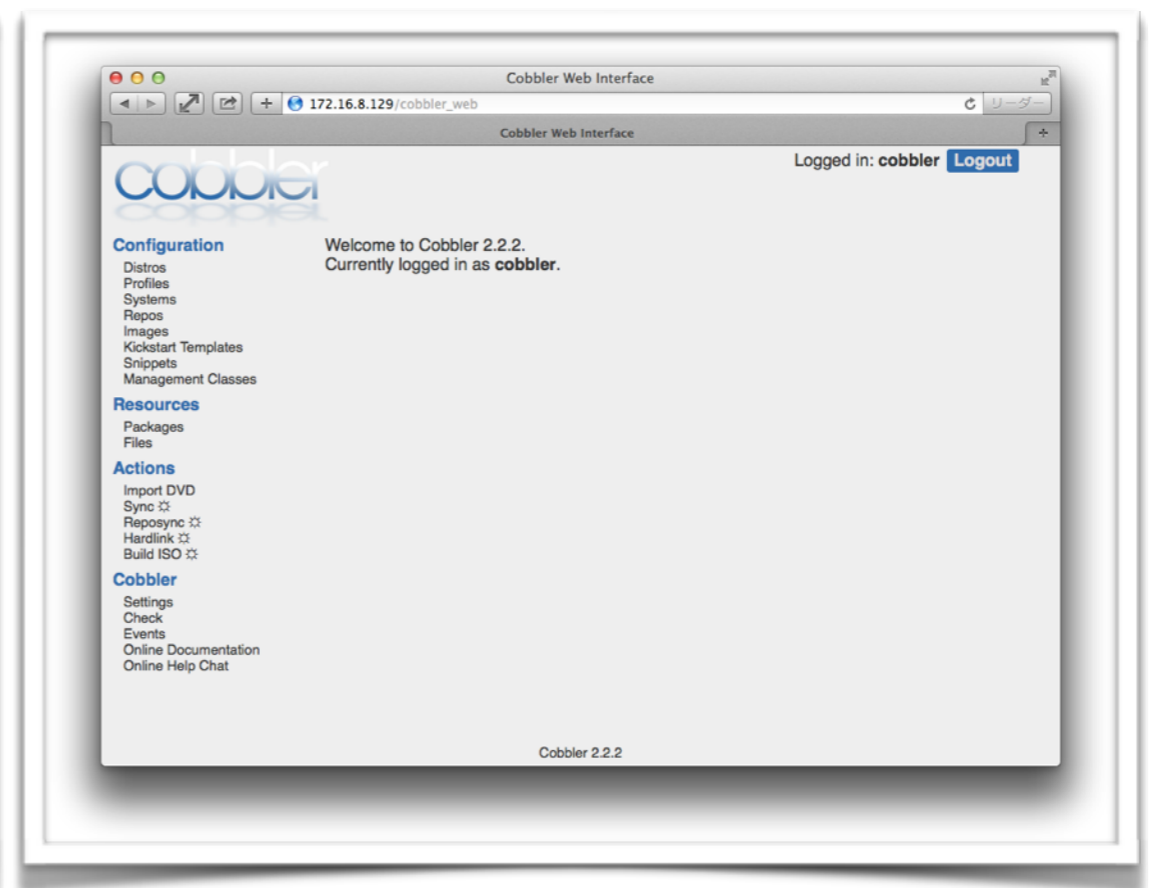 Cobbler Web Interface
172.16.8.129/cobbler_web
リーダー
Cobbler Web Interface
cobbler
Logged in: cobbler Logout
Configuration
Distros
Profiles
Systems
Repos
Images
Kickstart Templates
Snippets
Management Classes
Resources
Packages
Files
Actions
Import DVD
Sync
Reposync
Hardlink
Build ISO
Cobbler
Settings
Check
Events
Online Documentation
Online Help Chat
Welcome to Cobbler 2.2.2.
Currently logged in as cobbler.
Cobbler 2.2.2